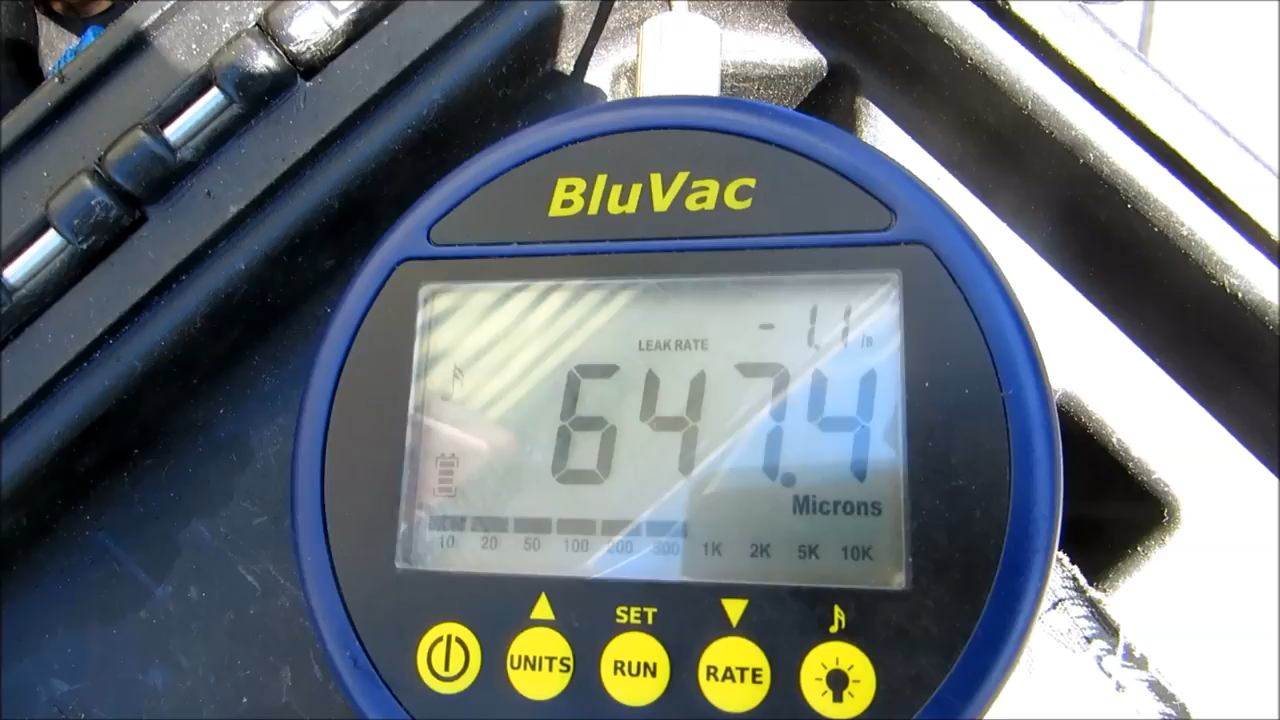 BluVac
-1.1 /s
LEAK RATE
647.4
Microns
10 20 50 100 200 500 1K 2K 5K 10K
SET
UNITS RUN RATE